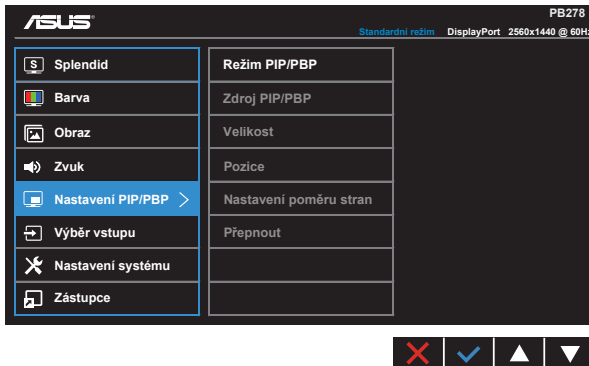 ASUS
PB278
Standardní režim DisplayPort 2560x1440 @ 60Hz
S Splendid
Barva
Obraz
Zvuk
Nastavení PIP/PBP
Výběr vstupu
Nastavení systému
Zástupce
Režim PIP/PBP
Zdroj PIP/PBP
Velikost
Pozice
Nastavení poměru stran
Přepnout